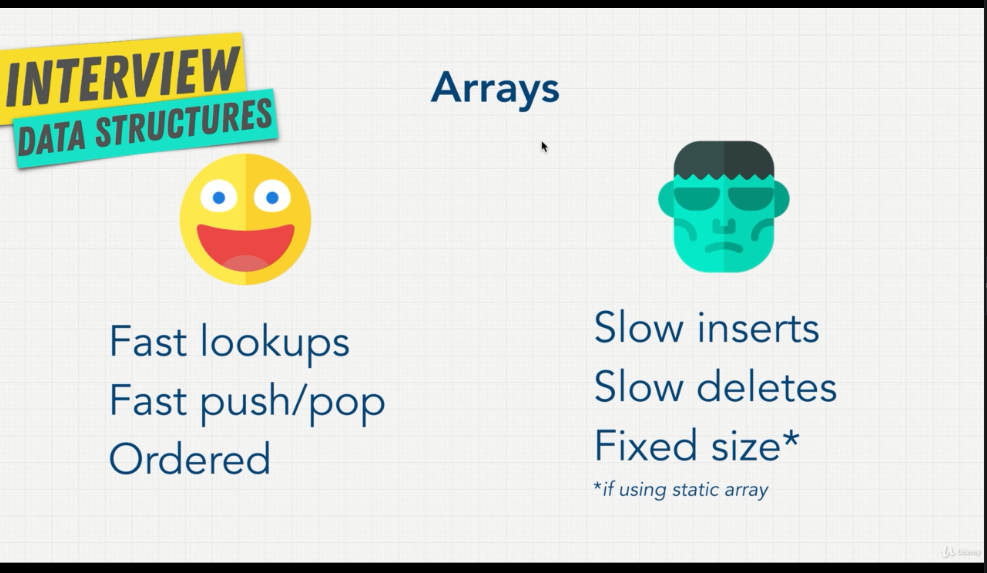 INTERVIEW
DATA STRUCTURES
Arrays
Fast lookups
Fast push/pop
Ordered
Slow inserts
Slow deletes
Fixed size*
*if using static array
Udemy